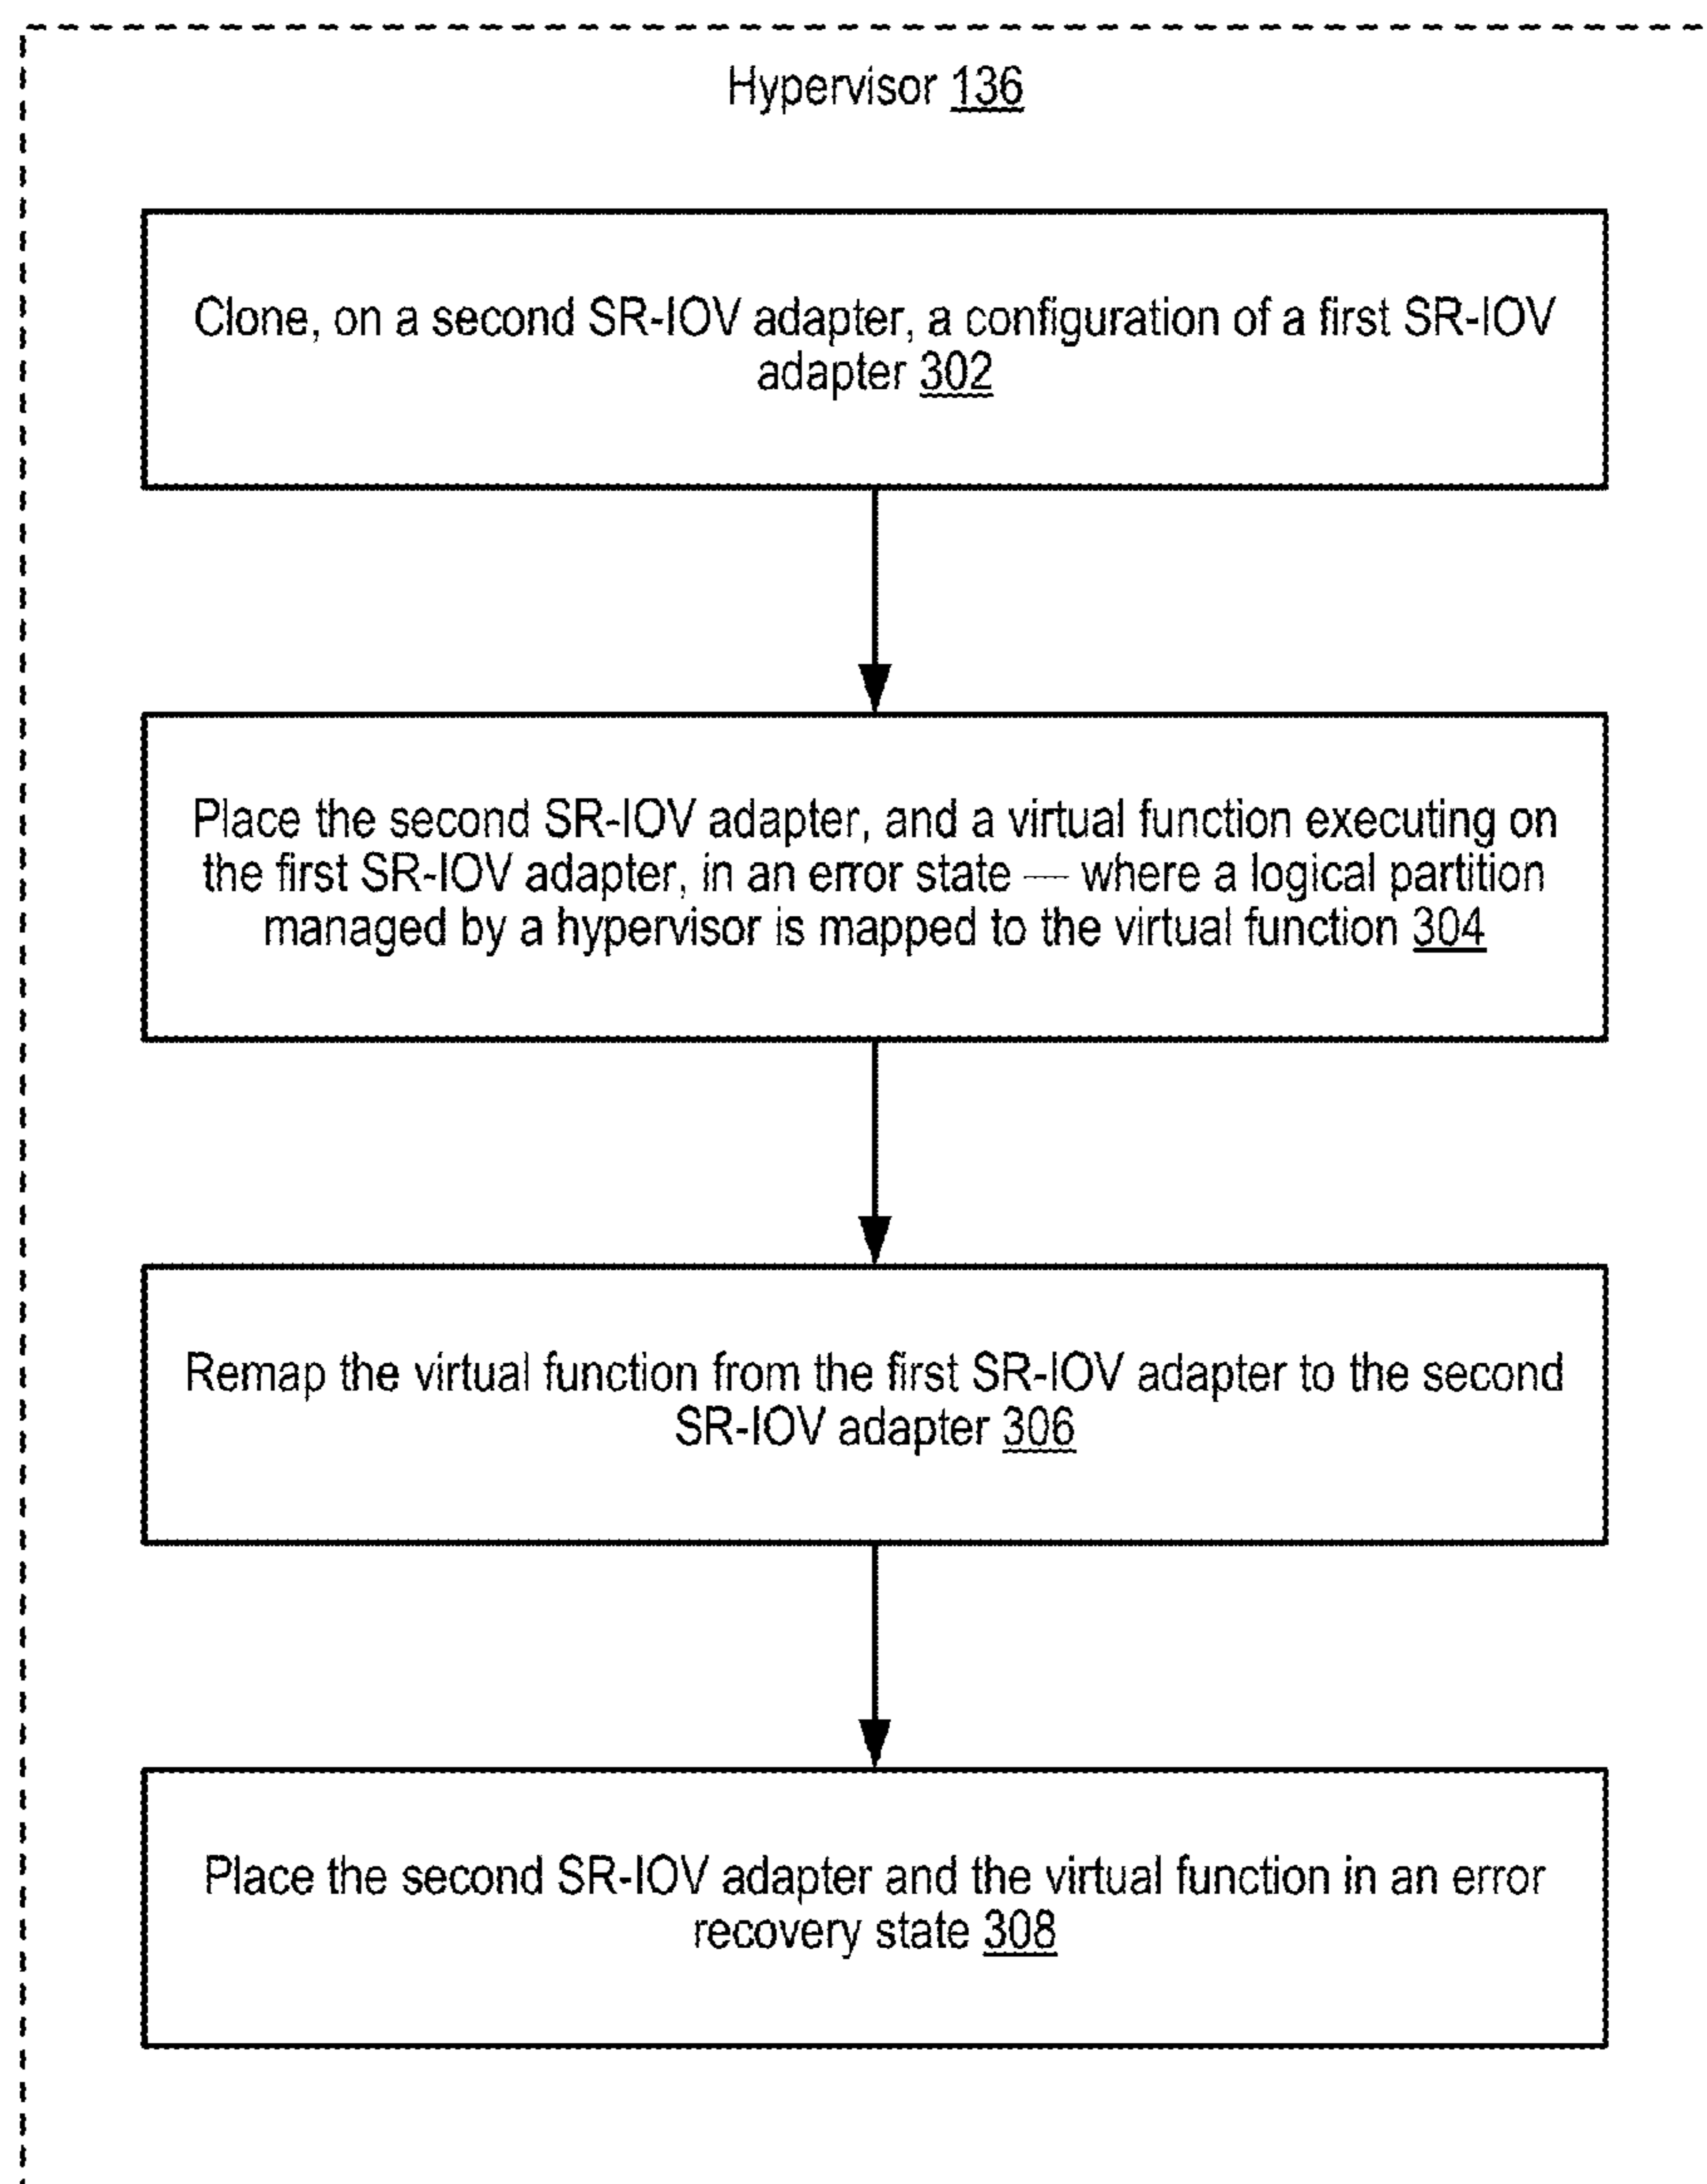 Hypervisor 136
Clone, on a second SR-IOV adapter, a configuration of a first SR-IOV
adapter 302
Place the second SR-IOV adapter, and a virtual function executing on
the first SR-IOV adapter, in an error state — where a logical partition
managed by a hypervisor is mapped to the virtual function 304
Remap the virtual function from the first SR-IOV adapter to the second
SR-IOV adapter 306
Place the second SR-IOV adapter and the virtual function in an error
recovery state 308